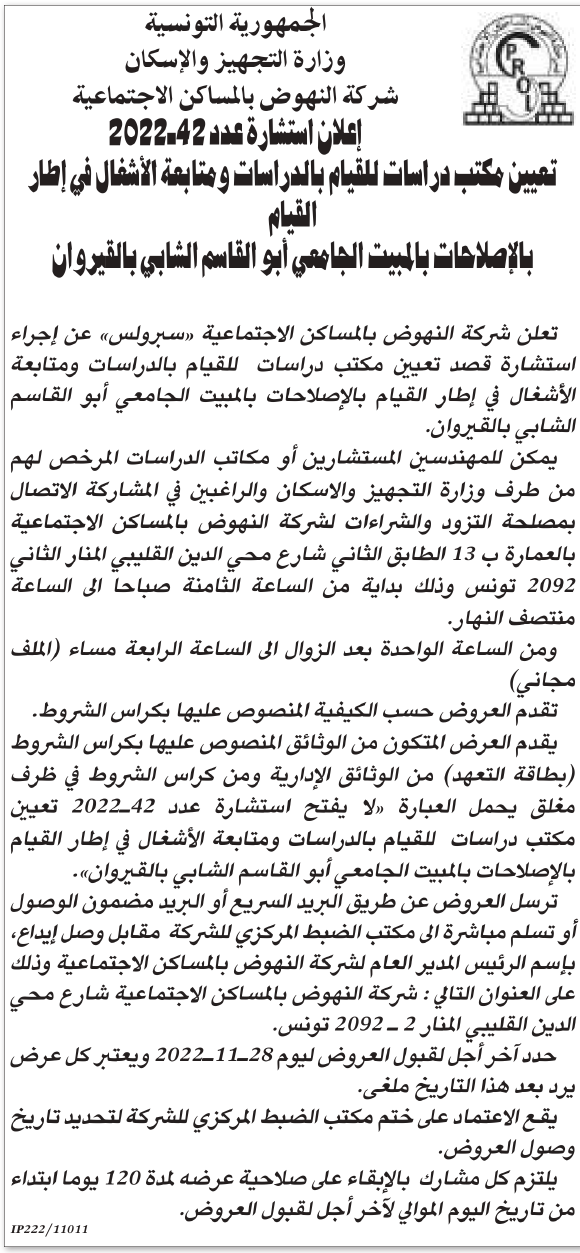 الجمهورية التونسية
وزارة التجهيز والإسكان
شركة النهوض بالمساكن الاجتماعية
إعلان استشارة عدد 42ـ2022
تعيين مكتب دراسات للقيام بالدراسات ومتابعة الأشغال في إطار
القيام
بالإصلاحات بالمبيت الجامعي أبو القاسم الشابي بالقيروان
تعلن شركة النهوض بالمساكن الاجتماعية «سبرولس» عن إجراء
استشارة قصد تعيين مكتب دراسات للقيام بالدراسات ومتابعة
الأشغال في إطار القيام بالإصلاحات بالمبيت الجامعي أبو القاسم
الشابي بالقيروان.
يمكن للمهندسين المستشارين أو مكاتب الدراسات المرخص لهم
من طرف وزارة التجهيز والاسكان والراغبين في المشاركة الاتصال
بمصلحة التزود والشراءات لشركة النهوض بالمساكن الاجتماعية
بالعمارة ب 13 الطابق الثاني شارع محي الدين القليبي المنار الثاني
2092 تونس وذلك بداية من الساعة الثامنة صباحا الى الساعة
منتصف النهار.
ومن الساعة الواحدة بعد الزوال الى الساعة الرابعة مساء (الملف
مجاني)
تقدم العروض حسب الكيفية المنصوص عليها بكراس الشروط.
يقدم العرض المتكون من الوثائق المنصوص عليها بكراس الشروط
(بطاقة التعهد) من الوثائق الإدارية ومن كراس الشروط في ظرف
مغلق يحمل العبارة «لا يفتح استشارة عدد 42ــ2022 تعيين
مكتب دراسات للقيام بالدراسات ومتابعة الأشغال في إطار القيام
بالإصلاحات بالمبيت الجامعي أبو القاسم الشابي بالقيروان».
ترسل العروض عن طريق البريد السريع أو البريد مضمون الوصول
أو تسلم مباشرة الى مكتب الضبط المركزي للشركة مقابل وصل إيداع،
بإسم الرئيس المدير العام لشركة النهوض بالمساكن الاجتماعية وذلك
على العنوان التالي : شركة النهوض بالمساكن الاجتماعية شارع محي
الدين القليبي المنار 2 ــ 2092 تونس.
حدد آخر أجل لقبول العروض ليوم 28ــ11ــ2022 ويعتبر كل عرض
يرد بعد هذا التاريخ ملغى.
يقع الاعتماد على ختم مكتب الضبط المركزي للشركة لتحديد تاريخ
وصول العروض.
يلتزم كل مشارك بالإبقاء على صلاحية عرضه لمدة 120 يوما ابتداء
من تاريخ اليوم الموالي لآخر أجل لقبول العروض.
IP222/11011